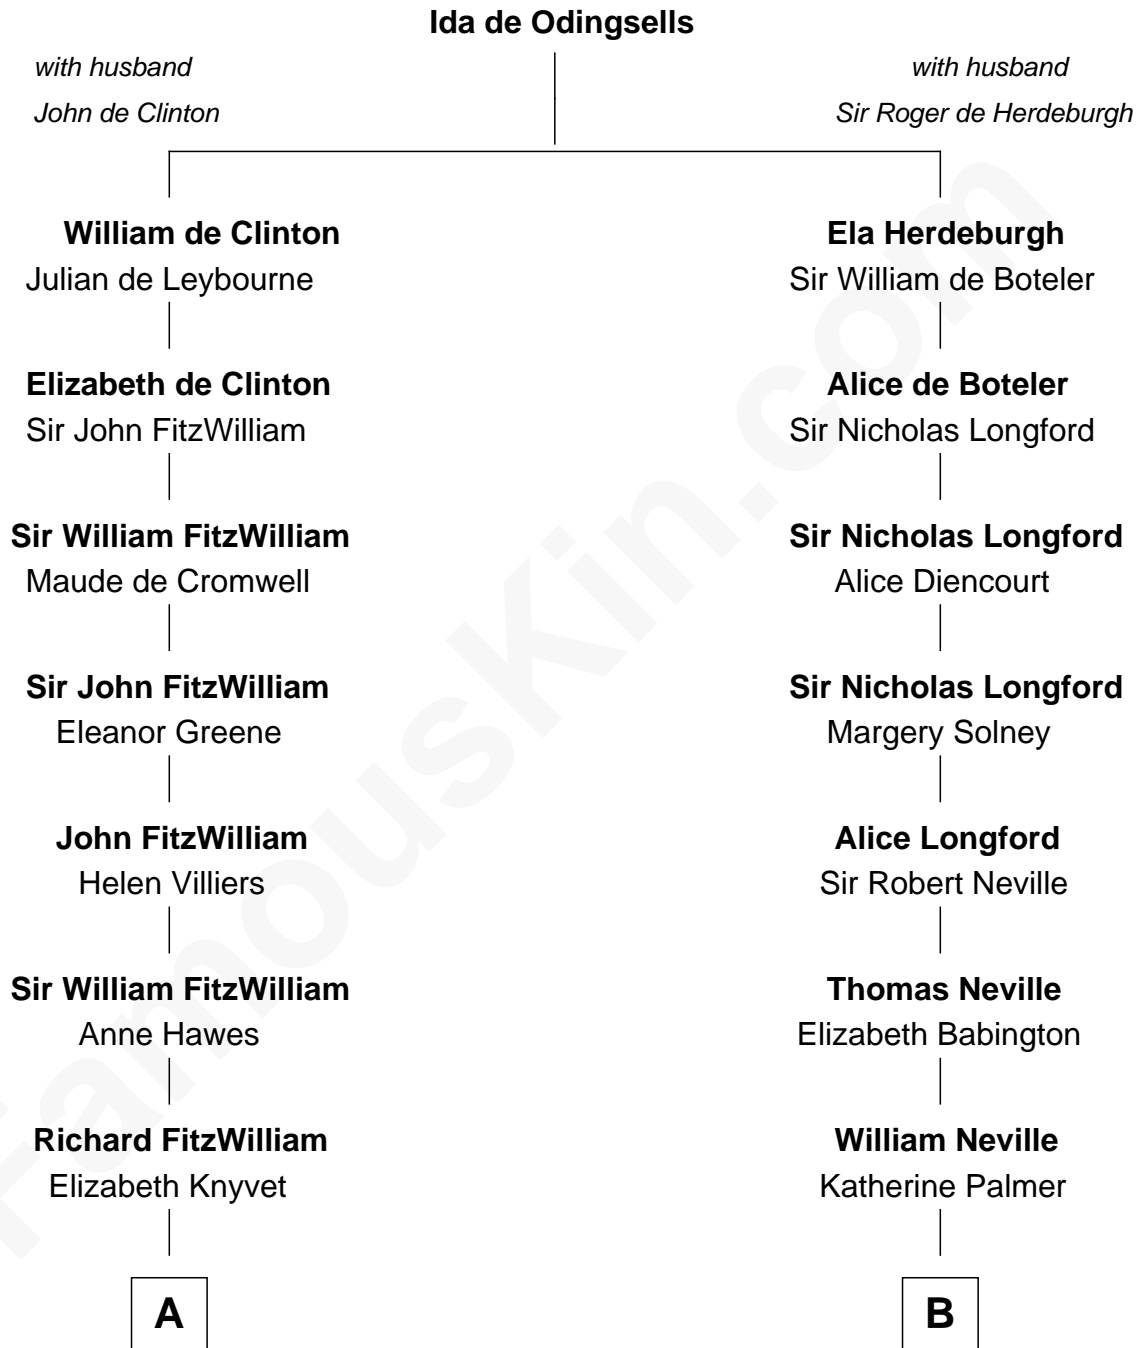 Ida de Odingsells
with husband
John de Clinton
with husband
Sir Roger de Herdeburgh
William de Clinton
Julian de Leybourne
Ela Herdeburgh
Sir William de Boteler
Elizabeth de Clinton
Sir John FitzWilliam
Alice de Boteler
Sir Nicholas Longford
Sir William FitzWilliam
Maude de Cromwell
Sir Nicholas Longford
Alice Diencourt
Sir John FitzWilliam
Eleanor Greene
Sir Nicholas Longford
Margery Solney
John FitzWilliam
Helen Villiers
Alice Longford
Sir Robert Neville
Sir William FitzWilliam
Anne Hawes
Thomas Neville
Elizabeth Babington
Richard FitzWilliam
Elizabeth Knyvet
William Neville
Katherine Palmer
A
B
FamousKin.com